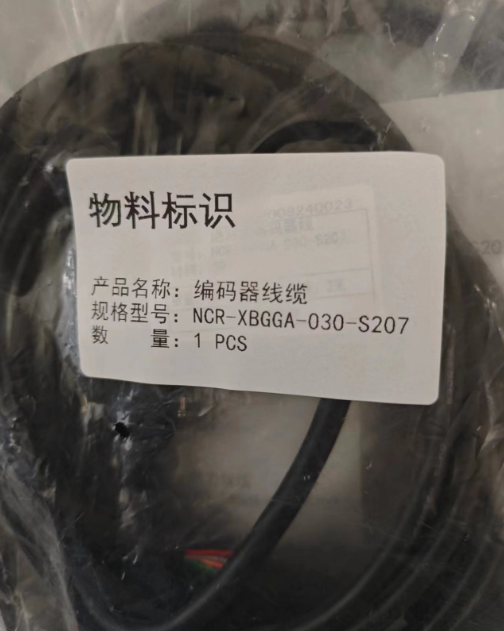 物料标识
产品名称：编码器线缆
规格型号：NCR-XBGGA-030-S207
数　　量：1 PCS